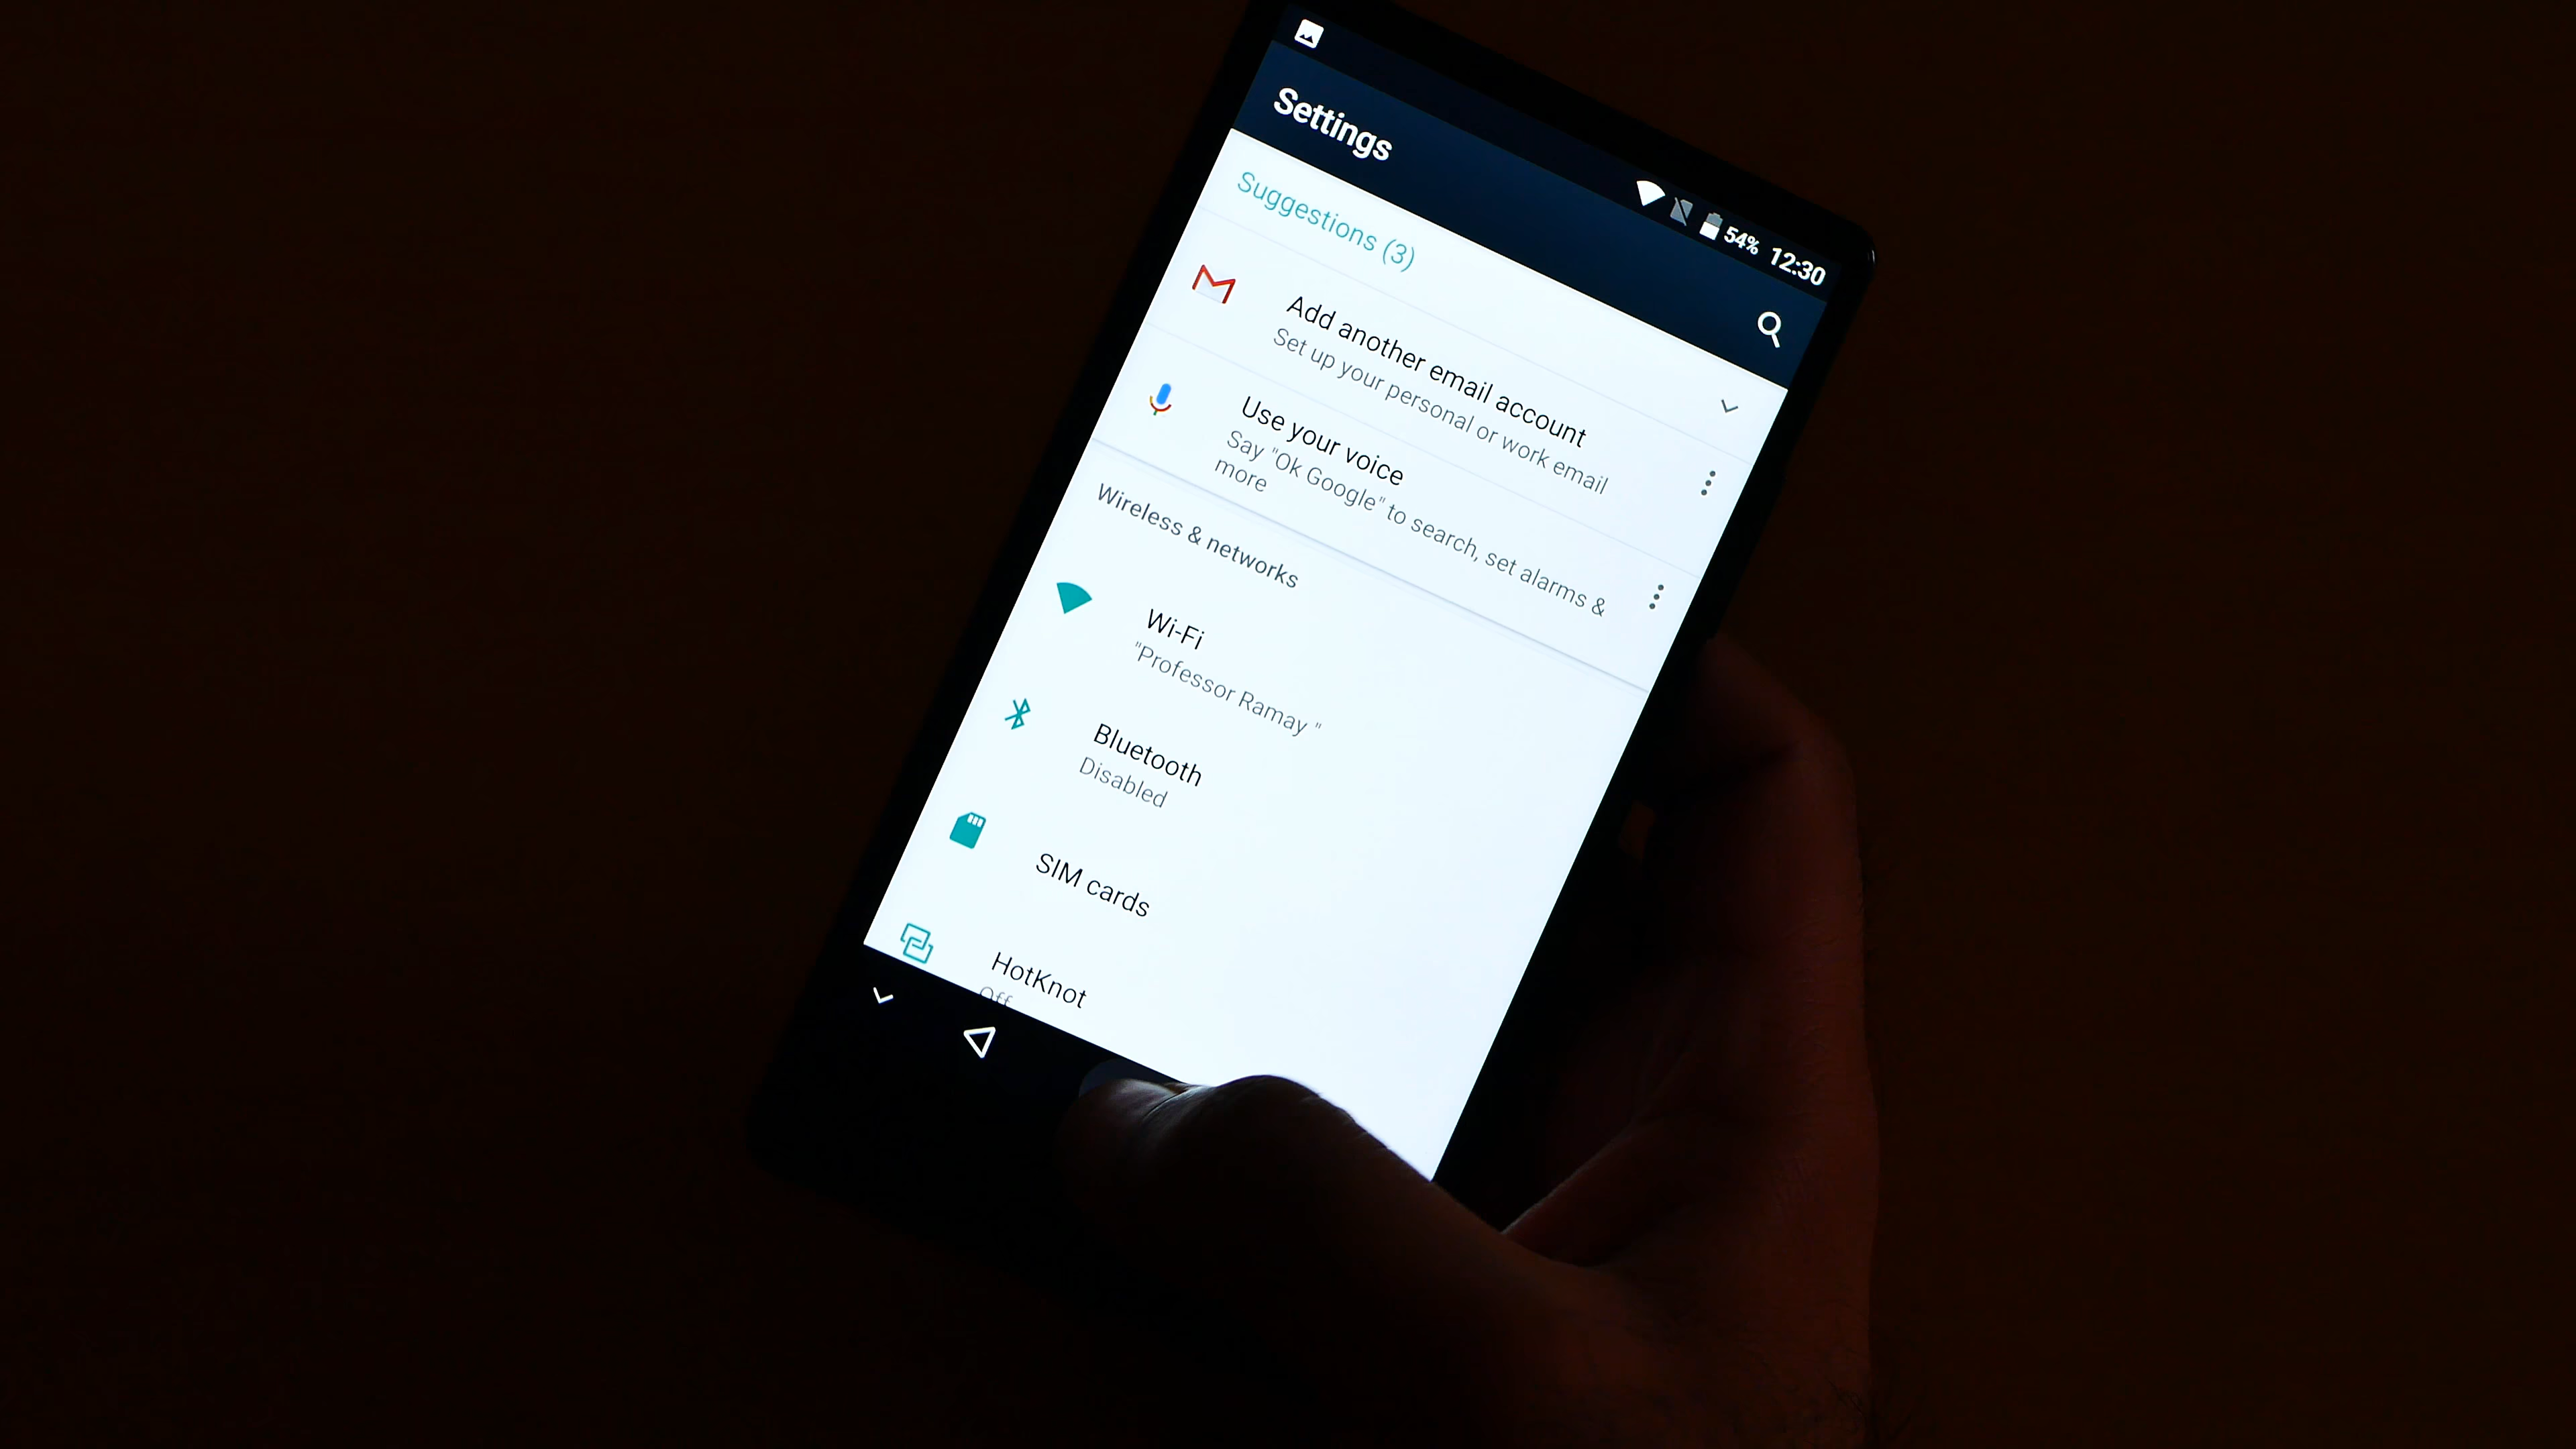 54% 12:30
Settings
Suggestions (3)
Add another email account
Set up your personal or work email
Use your voice
Say "Ok Google" to search, set alarms &
more
Wireless & networks
Wi-Fi
"Professor Ramay "
Bluetooth
Disabled
SIM cards
HotKnot
Off